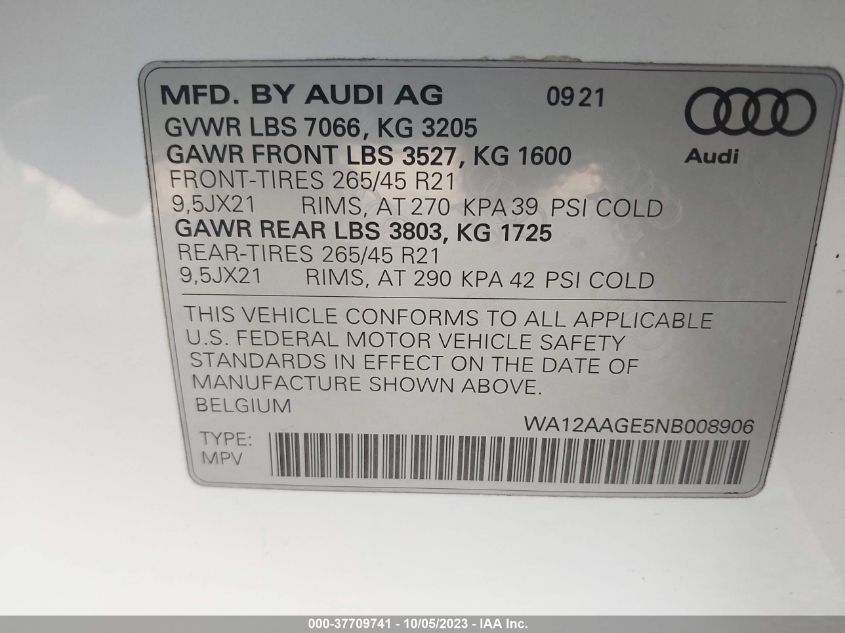 MFD. BY AUDI AG 09 21
GVWR LBS 7066, KG 3205
GAWR FRONT LBS 3527, KG 1600
Audi
FRONT-TIRES 265/45 R21
9,5JX21 RIMS, AT 270 KPA 39 PSI COLD
GAWR REAR LBS 3803, KG 1725
REAR-TIRES 265/45 R21
9,5JX21 RIMS, AT 290 KPA 42 PSI COLD
THIS VEHICLE CONFORMS TO ALL APPLICABLE
U.S. FEDERAL MOTOR VEHICLE SAFETY
STANDARDS IN EFFECT ON THE DATE OF
MANUFACTURE SHOWN ABOVE.
BELGIUM
WA12AAGE5NB008906
TYPE:
MPV
000-37709741 - 10/05/2023 - IAA Inc.